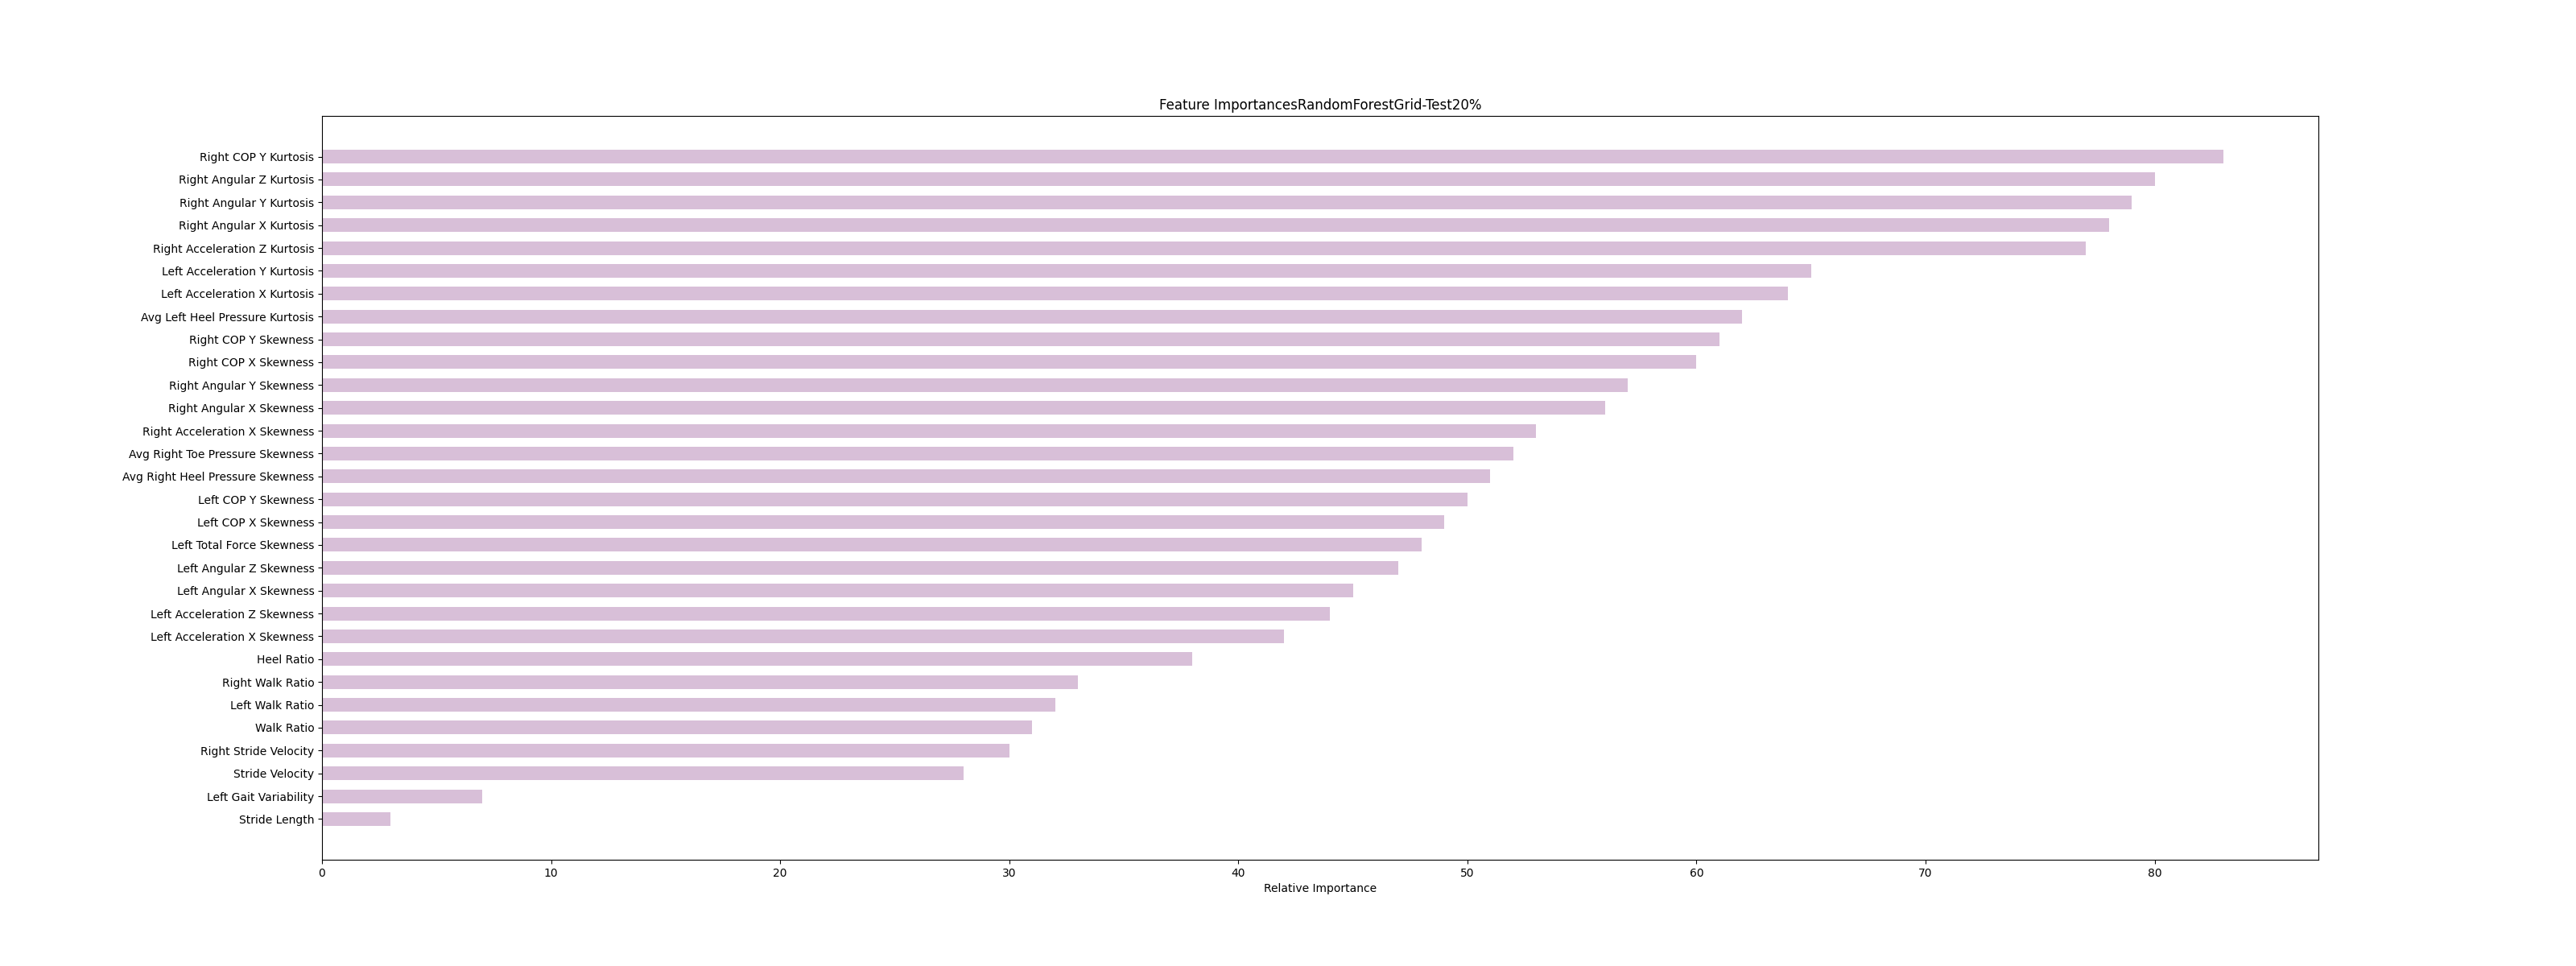 Feature ImportancesRandomForestGrid-Test20%
Right COP Y Kurtosis
Right Angular Z Kurtosis
Right Angular Y Kurtosis
Right Angular X Kurtosis
Right Acceleration Z Kurtosis
Left Acceleration Y Kurtosis
Left Acceleration X Kurtosis
Avg Left Heel Pressure Kurtosis
Right COP Y Skewness
Right COP X Skewness
Right Angular Y Skewness
Right Angular X Skewness
Right Acceleration X Skewness
Avg Right Toe Pressure Skewness
Avg Right Heel Pressure Skewness
Left COP Y Skewness
Left COP X Skewness
Left Total Force Skewness
Left Angular Z Skewness
Left Angular X Skewness
Left Acceleration Z Skewness
Left Acceleration X Skewness
Heel Ratio
Right Walk Ratio
Left Walk Ratio
Walk Ratio
Right Stride Velocity
Stride Velocity
Left Gait Variability
Stride Length
0 10 20 30 40 50 60 70 80
Relative Importance